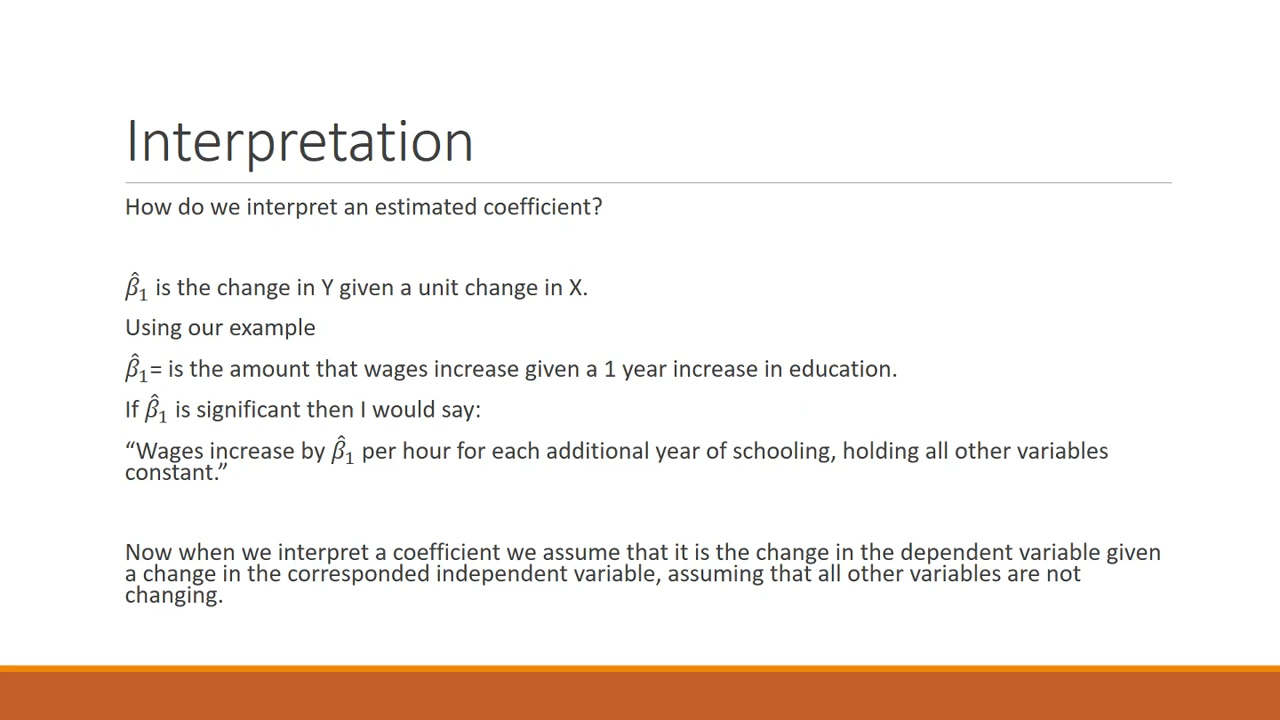 Interpretation
How do we interpret an estimated coefficient?
β̂₁ is the change in Y given a unit change in X.
Using our example
β̂₁= is the amount that wages increase given a 1 year increase in education.
If β̂₁ is significant then I would say:
“Wages increase by β̂₁ per hour for each additional year of schooling, holding all other variables
constant.”
Now when we interpret a coefficient we assume that it is the change in the dependent variable given
a change in the corresponded independent variable, assuming that all other variables are not
changing.